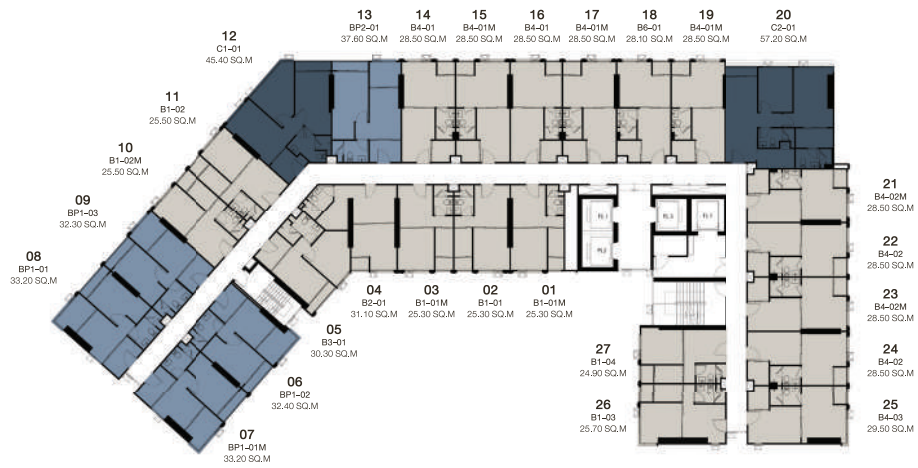 13
BP2-01
37.60 SQ.M
14
B4-01
28.50 SQ.M
15
B4-01M
28.50 SQ.M
16
B4-01
28.50 SQ.M
17
B4-01M
28.50 SQ.M
18
B6-01
28.10 SQ.M
19
B4-01M
28.50 SQ.M
20
C2-01
57.20 SQ.M
12
C1-01
45.40 SQ.M
11
B1-02
25.50 SQ.M
10
B1-02M
25.50 SQ.M
09
BP1-03
32.30 SQ.M
08
BP1-01
33.20 SQ.M
21
B4-02M
28.50 SQ.M
22
B4-02
28.50 SQ.M
23
B4-02M
28.50 SQ.M
24
B4-02
28.50 SQ.M
25
B4-03
29.50 SQ.M
04
B2-01
31.10 SQ.M
03
B1-01M
25.30 SQ.M
02
B1-01
25.30 SQ.M
01
B1-01M
25.30 SQ.M
05
B3-01
30.30 SQ.M
06
BP1-02
32.40 SQ.M
07
BP1-01M
33.20 SQ.M
27
B1-04
24.90 SQ.M
26
B1-03
25.70 SQ.M